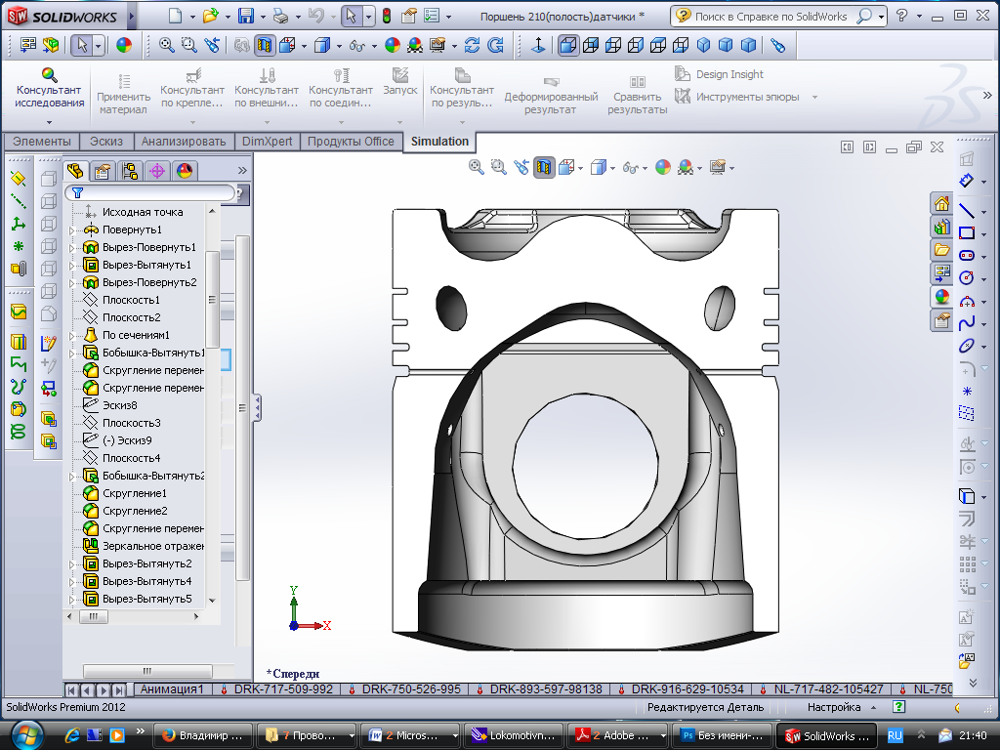 SOLIDWORKS
Поршень 210(полость)датчики *
Поиск в Справке по SolidWorks
Консультант исследования
Применить материал
Консультант по крепле...
Консультант по внешни...
Консультант по соедин...
Запуск
Консультант по резуль...
Деформированный результат
Сравнить результаты
Design Insight
Инструменты эпюры
Элементы
Эскиз
Анализировать
DimXpert
Продукты Office
Simulation
Исходная точка
Повернуть1
Вырез-Повернуть1
Вырез-Вытянуть1
Вырез-Повернуть2
Плоскость1
Плоскость2
По сечениям1
Бобышка-Вытянуть1
Скругление перемен
Скругление перемен
Эскиз8
Плоскость3
(-) Эскиз9
Плоскость4
Бобышка-Вытянуть2
Скругление1
Скругление2
Скругление перемен
Зеркальное отражен
Вырез-Вытянуть2
Вырез-Вытянуть4
Вырез-Вытянуть5
Y
X
*Спереди
Анимация1
DRK-717-509-992
DRK-750-526-995
DRK-893-597-98138
DRK-916-629-10534
NL-717-482-105427
NL-750
SolidWorks Premium 2012
Редактируется Деталь
Настройка
Владимир ...
7 Прово...
2 Micros...
Lokomotivn...
2 Adobe ...
Без имени-...
SolidWorks ...
RU
21:40